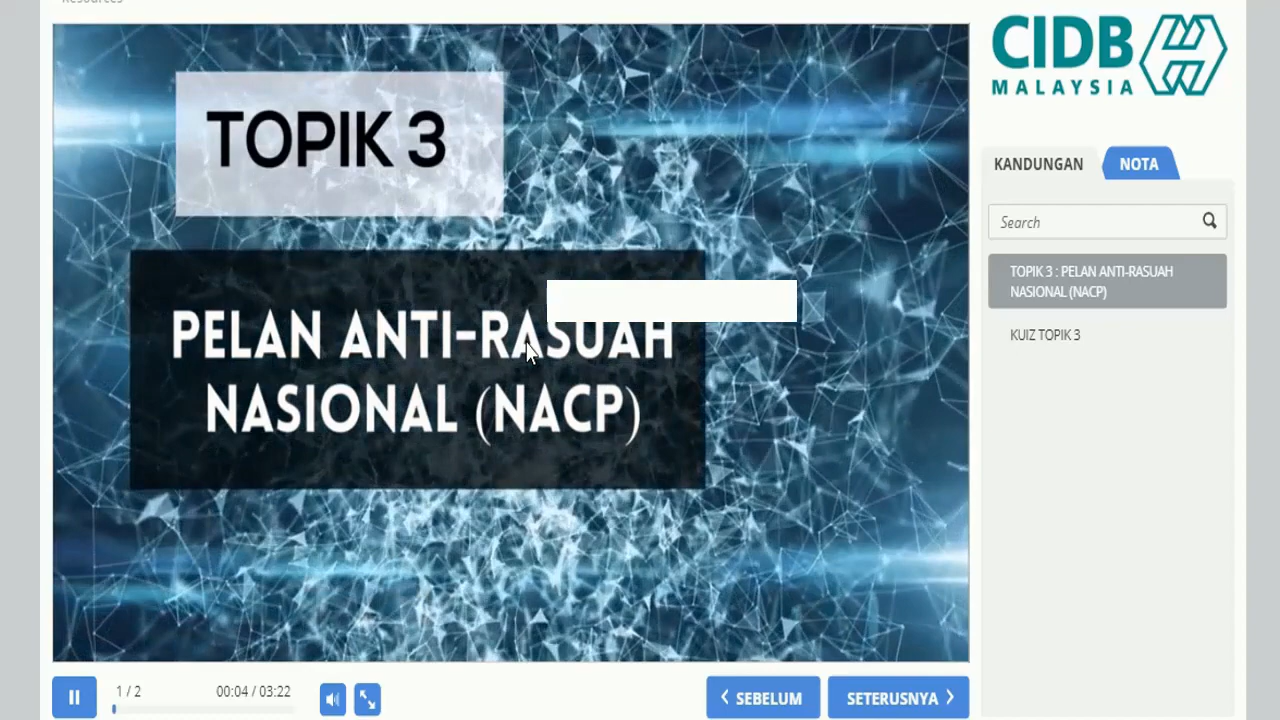 Resources
TOPIK 3
PELAN ANTI-RASUAH
NASIONAL (NACP)
CIDB
MALAYSIA
KANDUNGAN
NOTA
Search
TOPIK 3 : PELAN ANTI-RASUAH
NASIONAL (NACP)
KUIZ TOPIK 3
1 / 2
00:04 / 03:22
SEBELUM
SETERUSNYA